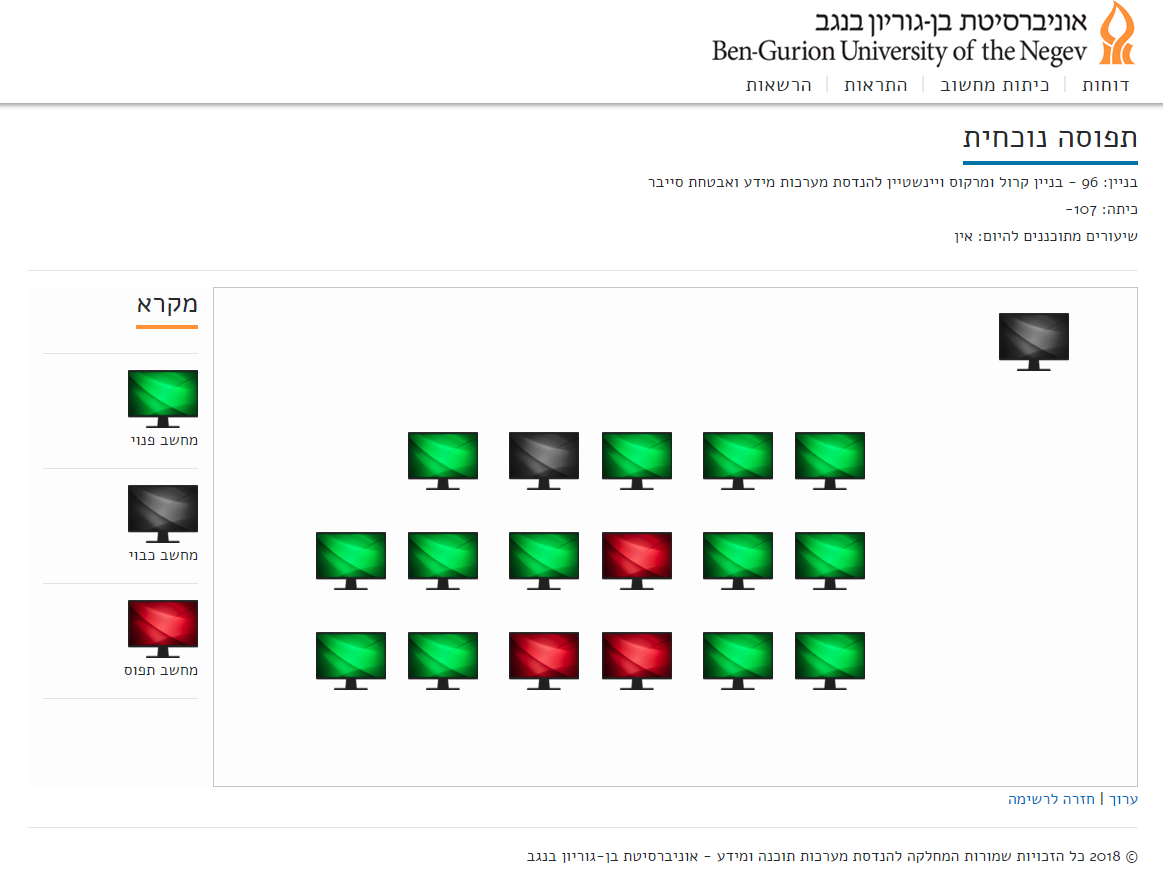 אוניברסיטת בן-גוריון בנגב
Ben-Gurion University of the Negev
דוחות | כיתות מחשוב | התראות | הרשאות
תפוסה נוכחית
בניין: 96 - בניין קרול ומרקוס ויינשטיין להנדסת מערכות מידע ואבטחת סייבר
כיתה: 107-
שיעורים מתוכננים להיום: אין
מקרא
מחשב פנוי
מחשב כבוי
מחשב תפוס
ערוך | חזרה לרשימה
© 2018 כל הזכויות שמורות המחלקה להנדסת מערכות תוכנה ומידע - אוניברסיטת בן-גוריון בנגב